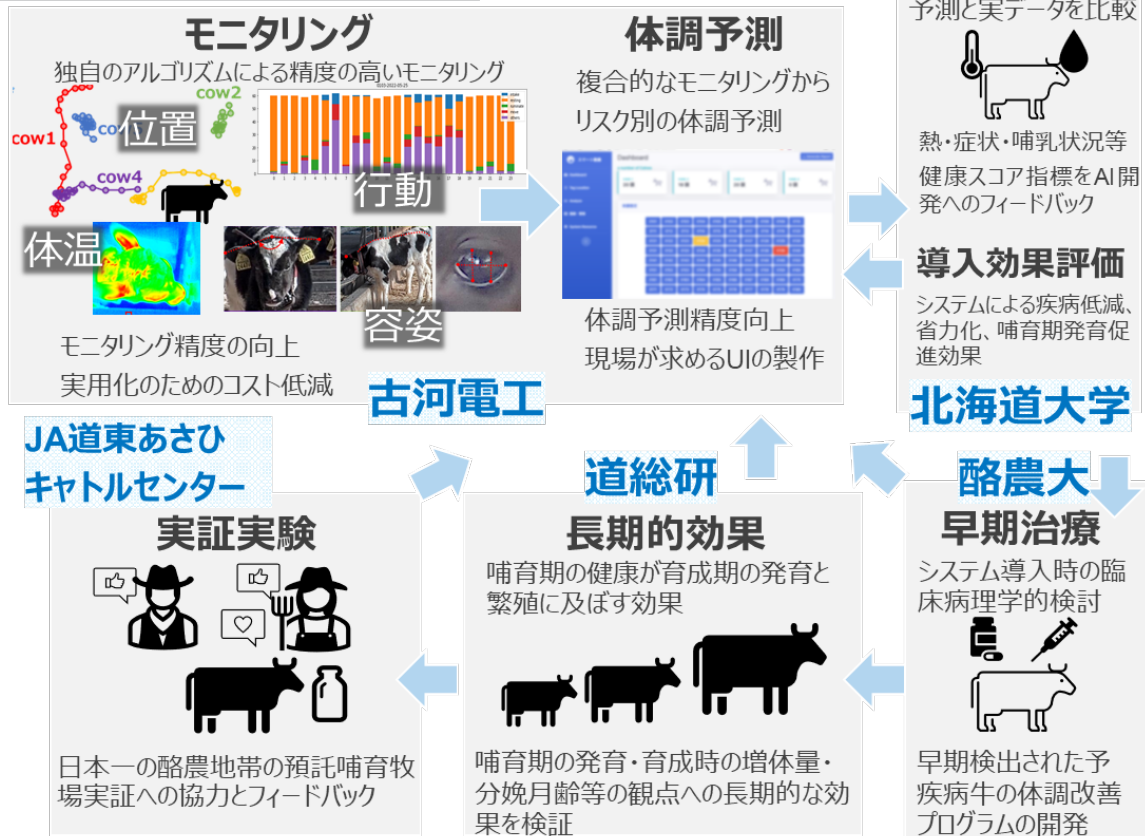 モニタリング
独自のアルゴリズムによる精度の高いモニタリング
cow1
cow2
位置
cow4
行動
体温
容姿
モニタリング精度の向上
実用化のためのコスト低減
体調予測
複合的なモニタリングから
リスク別の体調予測
Dashboard
体調予測精度向上
現場が求めるUIの製作
古河電工
予測と実データを比較
熱・症状・哺乳状況等
健康スコア指標をAI開
発へのフィードバック
導入効果評価
システムによる疾病低減、
省力化、哺育期発育促
進効果
北海道大学
JA道東あさひ
キャトルセンター
実証実験
日本一の酪農地帯の預託哺育牧
場実証への協力とフィードバック
道総研
長期的効果
哺育期の健康が育成期の発育と
繁殖に及ぼす効果
哺育期の発育・育成時の増体量・
分娩月齢等の観点への長期的な効
果を検証
酪農大
早期治療
システム導入時の臨
床病理学的検討
早期検出された予
疾病牛の体調改善
プログラムの開発